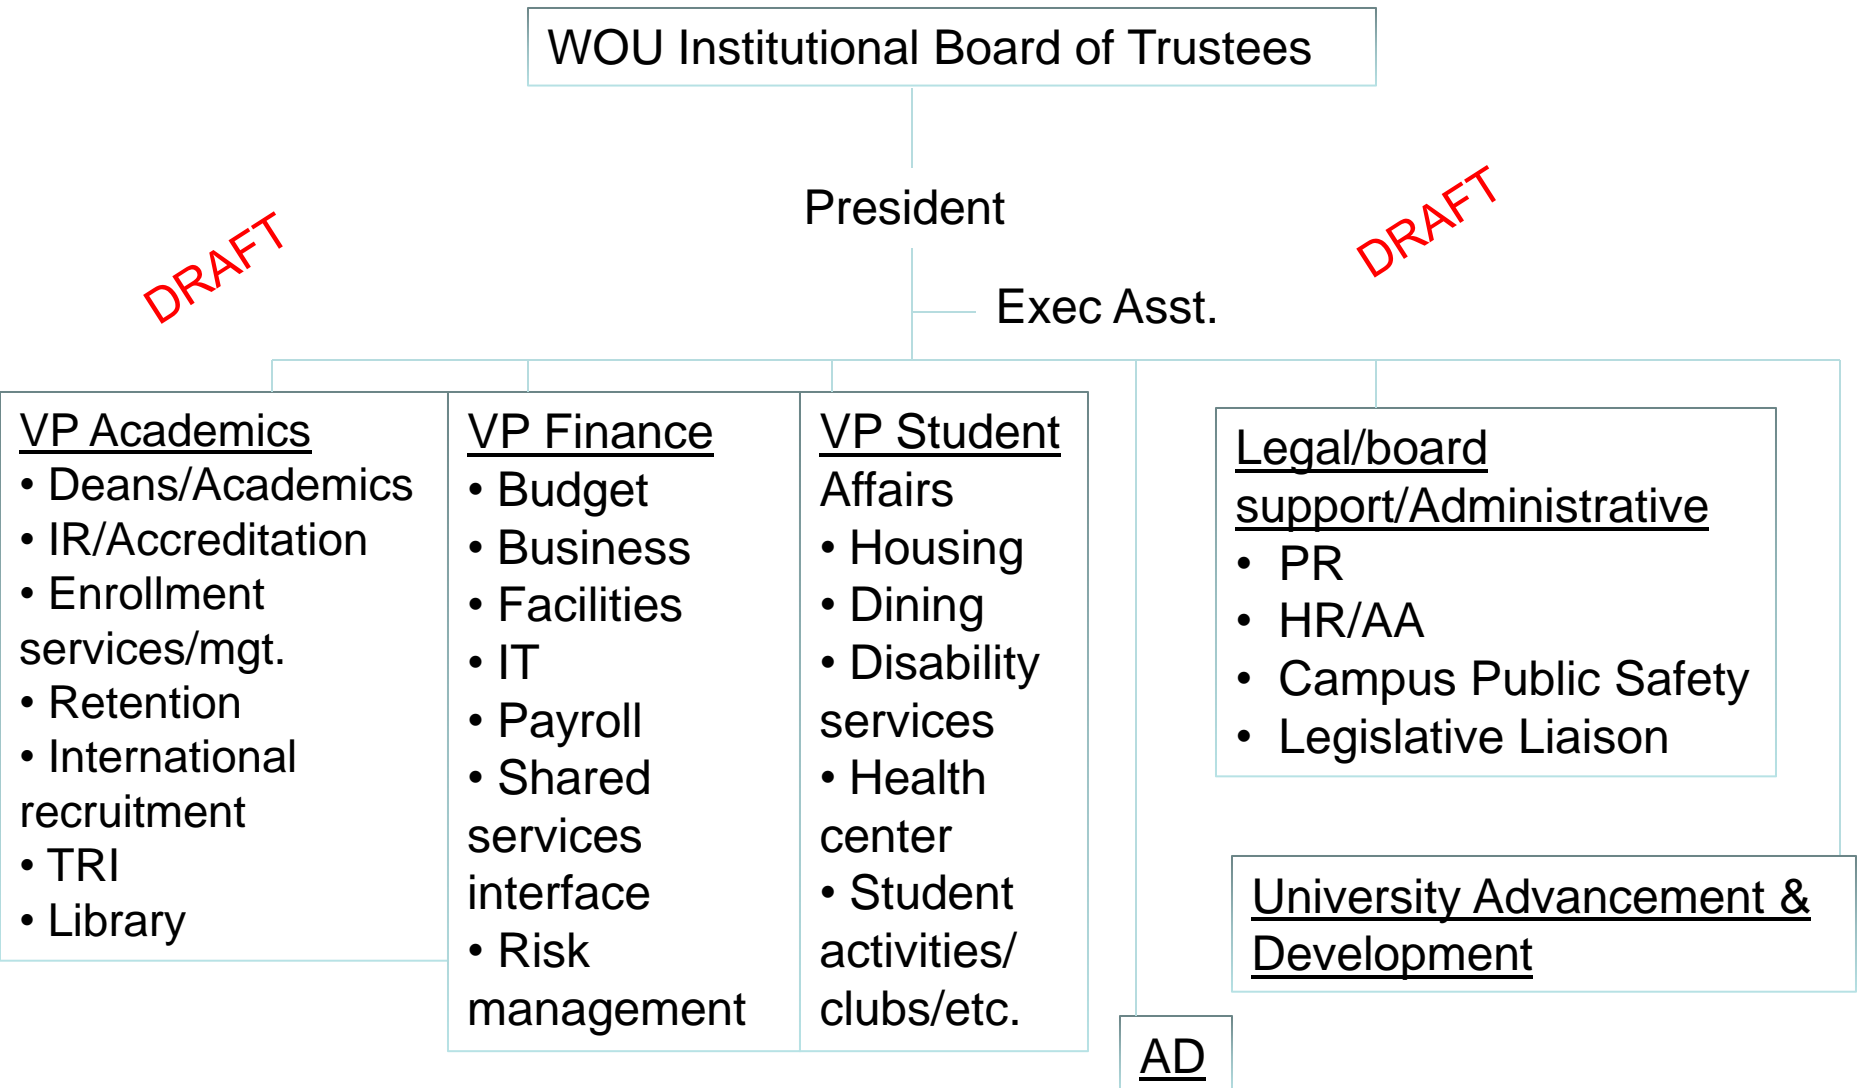 WOU Institutional Board of Trustees
President
DRAFT
DRAFT
Exec Asst.
VP Academics
• Deans/Academics
• IR/Accreditation
• Enrollment
services/mgt.
• Retention
• International
recruitment
• TRI
• Library
VP Finance
• Budget
• Business
• Facilities
• IT
• Payroll
• Shared
services
interface
• Risk
management
VP Student
Affairs
• Housing
• Dining
• Disability
services
• Health
center
• Student
activities/
clubs/etc.
Legal/board
support/Administrative
• PR
• HR/AA
• Campus Public Safety
• Legislative Liaison
University Advancement &
Development
AD